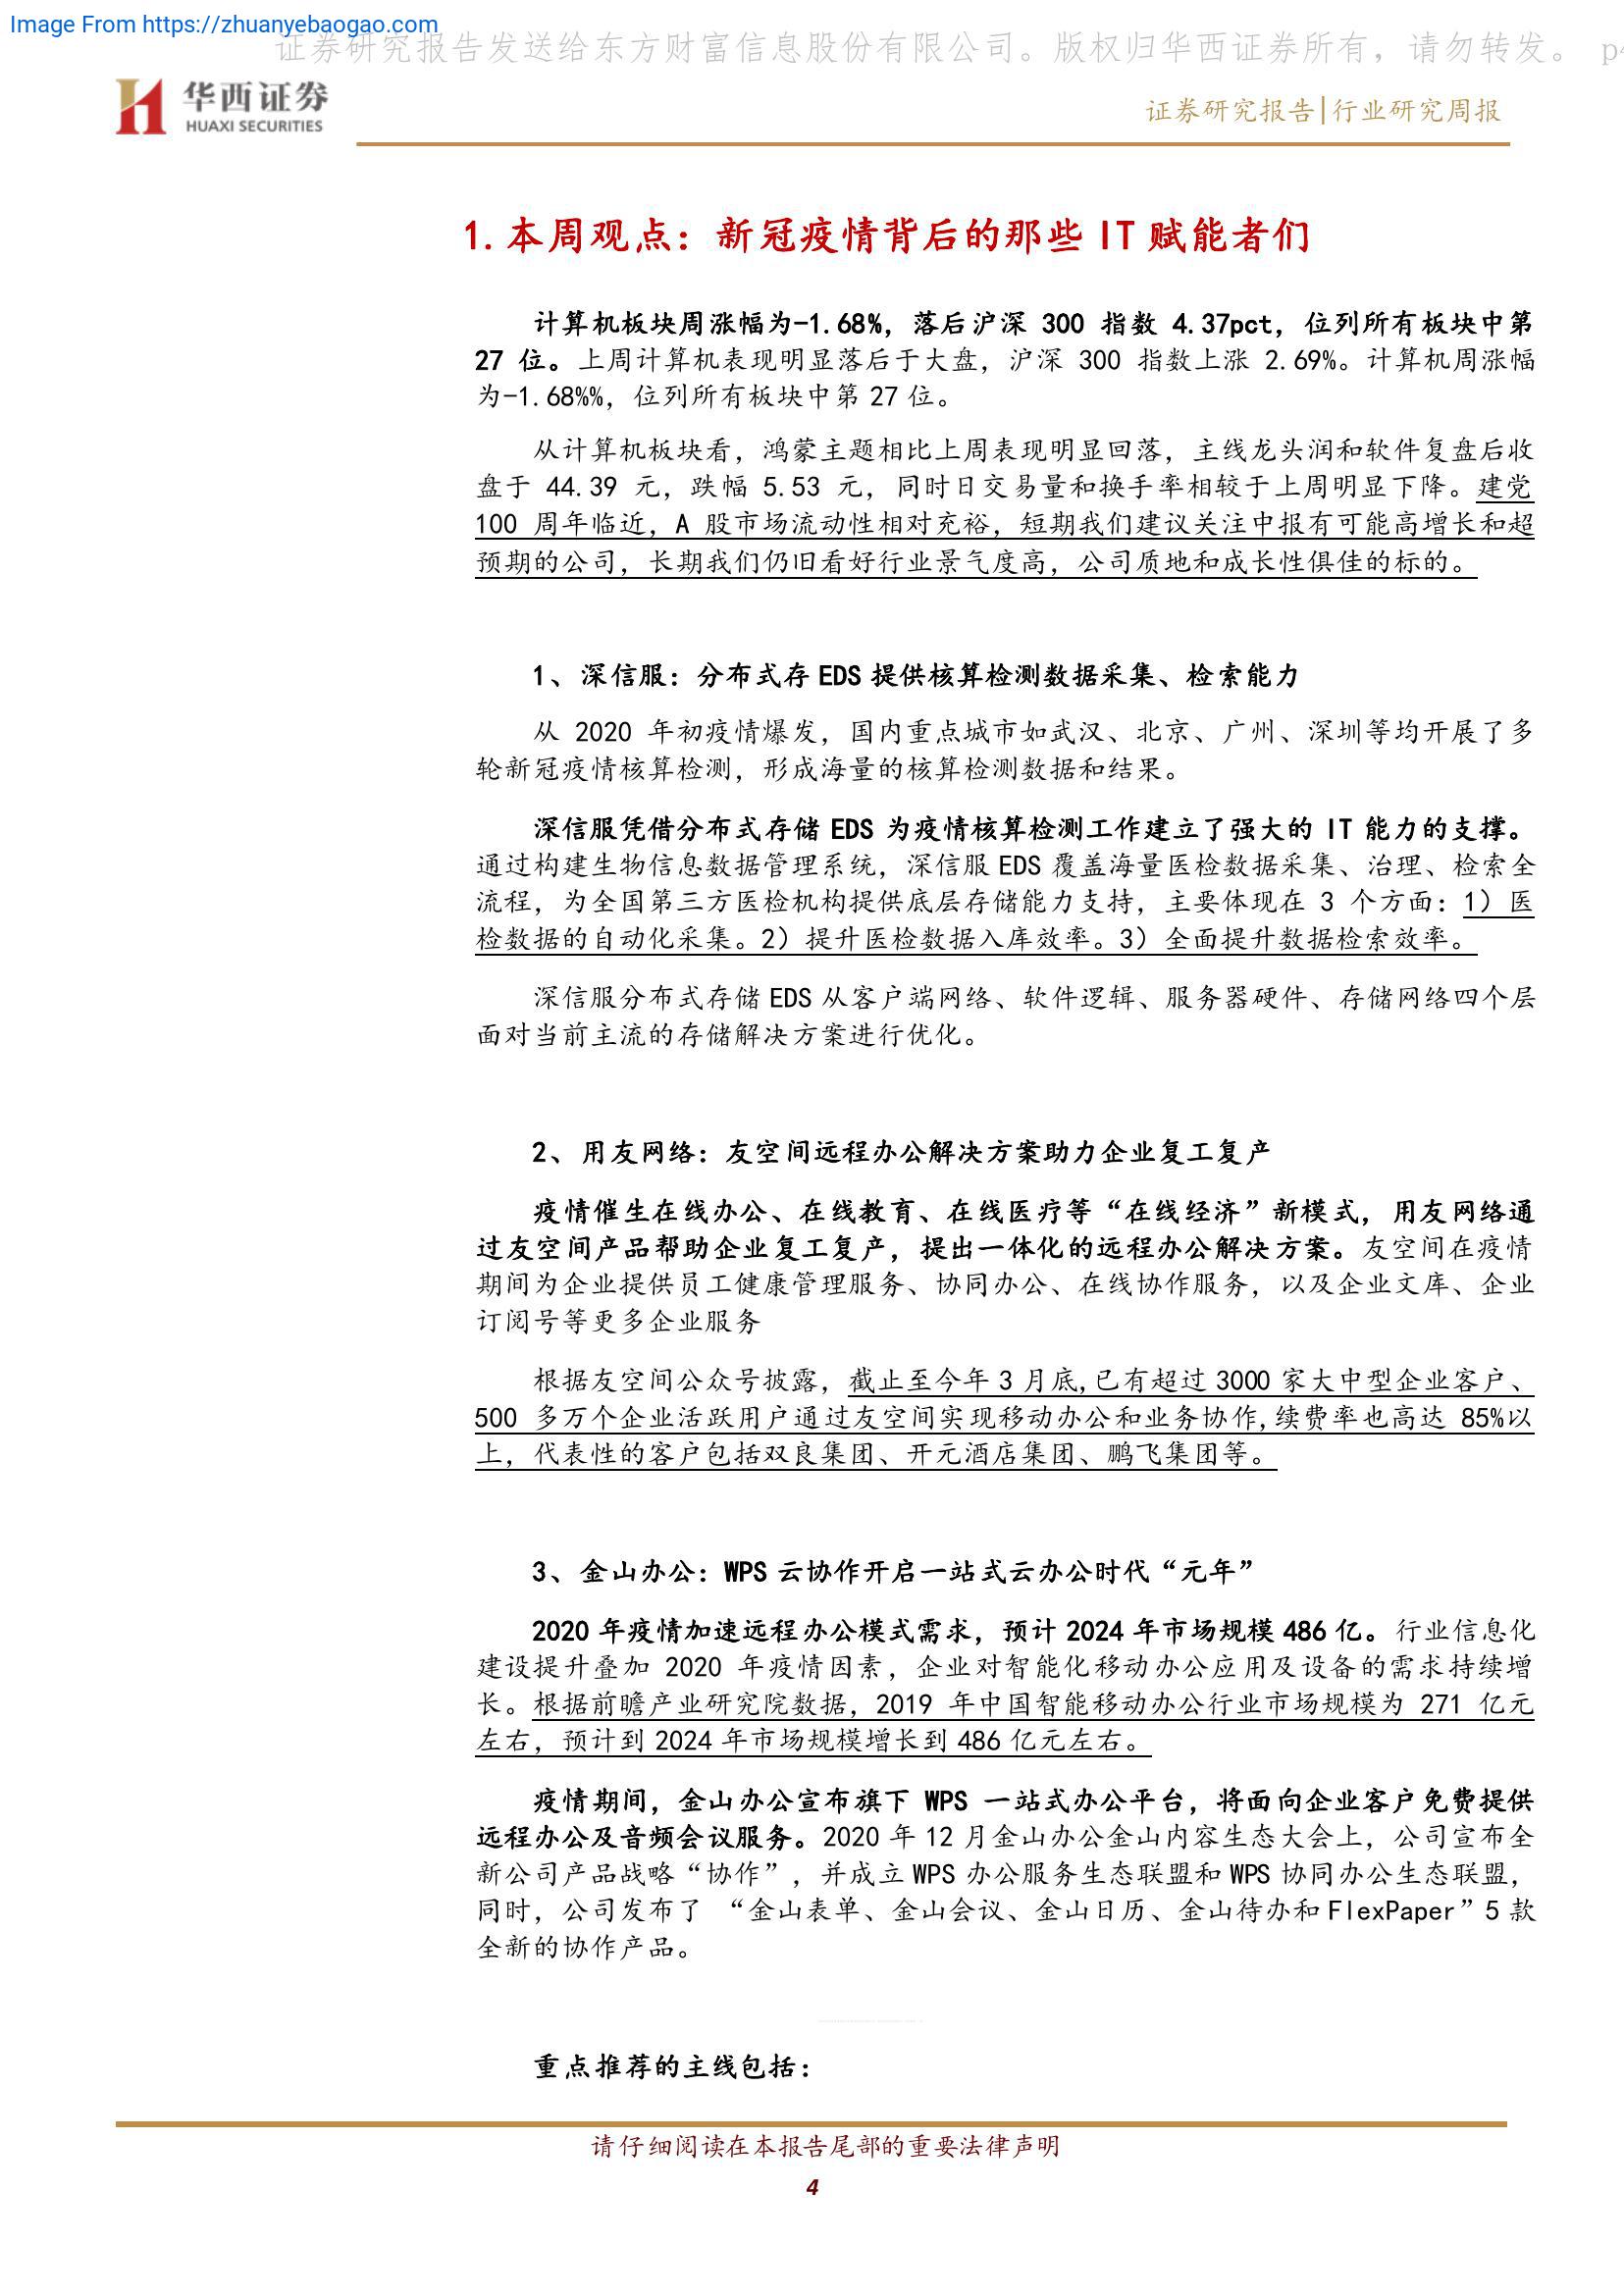 Image From https://zhuanyebaogao.com
证券研究报告发送给东方财富信息股份有限公司。版权归华西证券所有，请勿转发。 p4
华西证券
HUAXI SECURITIES
证券研究报告|行业研究周报
1.本周观点：新冠疫情背后的那些 IT 赋能者们
计算机板块周涨幅为-1.68%，落后沪深 300 指数 4.37pct，位列所有板块中第
27 位。上周计算机表现明显落后于大盘，沪深 300 指数上涨 2.69%。计算机周涨幅
为-1.68%%，位列所有板块中第 27 位。
从计算机板块看，鸿蒙主题相比上周表现明显回落，主线龙头润和软件复盘后收
盘于 44.39 元，跌幅 5.53 元，同时日交易量和换手率相较于上周明显下降。建党
100 周年临近，A 股市场流动性相对充裕，短期我们建议关注中报有可能高增长和超
预期的公司，长期我们仍旧看好行业景气度高，公司质地和成长性俱佳的标的。
1、深信服：分布式存 EDS 提供核算检测数据采集、检索能力
从 2020 年初疫情爆发，国内重点城市如武汉、北京、广州、深圳等均开展了多
轮新冠疫情核算检测，形成海量的核算检测数据和结果。
深信服凭借分布式存储 EDS 为疫情核算检测工作建立了强大的 IT 能力的支撑。
通过构建生物信息数据管理系统，深信服 EDS 覆盖海量医检数据采集、治理、检索全
流程，为全国第三方医检机构提供底层存储能力支持，主要体现在 3 个方面：1）医
检数据的自动化采集。2）提升医检数据入库效率。3）全面提升数据检索效率。
深信服分布式存储 EDS 从客户端网络、软件逻辑、服务器硬件、存储网络四个层
面对当前主流的存储解决方案进行优化。
2、用友网络：友空间远程办公解决方案助力企业复工复产
疫情催生在线办公、在线教育、在线医疗等“在线经济”新模式，用友网络通
过友空间产品帮助企业复工复产，提出一体化的远程办公解决方案。友空间在疫情
期间为企业提供员工健康管理服务、协同办公、在线协作服务，以及企业文库、企业
订阅号等更多企业服务
根据友空间公众号披露，截止至今年 3 月底,已有超过 3000 家大中型企业客户、
500 多万个企业活跃用户通过友空间实现移动办公和业务协作,续费率也高达 85%以
上，代表性的客户包括双良集团、开元酒店集团、鹏飞集团等。
3、金山办公：WPS 云协作开启一站式云办公时代“元年”
2020 年疫情加速远程办公模式需求，预计 2024 年市场规模 486 亿。行业信息化
建设提升叠加 2020 年疫情因素，企业对智能化移动办公应用及设备的需求持续增
长。根据前瞻产业研究院数据，2019 年中国智能移动办公行业市场规模为 271 亿元
左右，预计到 2024 年市场规模增长到 486 亿元左右。
疫情期间，金山办公宣布旗下 WPS 一站式办公平台，将面向企业客户免费提供
远程办公及音频会议服务。2020 年 12 月金山办公金山内容生态大会上，公司宣布全
新公司产品战略“协作”，并成立 WPS 办公服务生态联盟和 WPS 协同办公生态联盟，
同时，公司发布了 “金山表单、金山会议、金山日历、金山待办和 FlexPaper”5 款
全新的协作产品。
重点推荐的主线包括：
请仔细阅读在本报告尾部的重要法律声明
4